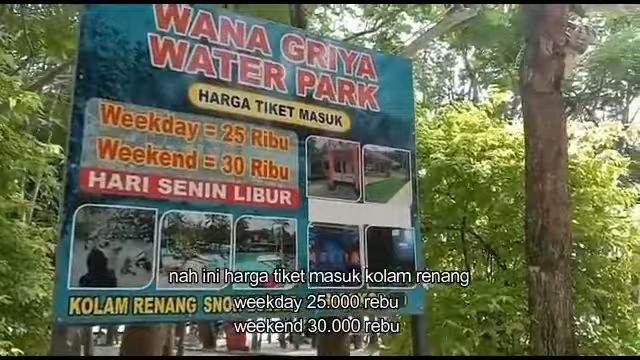 WANA GRIYA
WATER PARK
HARGA TIKET MASUK
Weekday = 25 Ribu
Weekend = 30 Ribu
HARI SENIN LIBUR
KOLAM RENANG
nah ini harga tiket masuk kolam renang
weekday 25.000 rebu
weekend 30.000 rebu